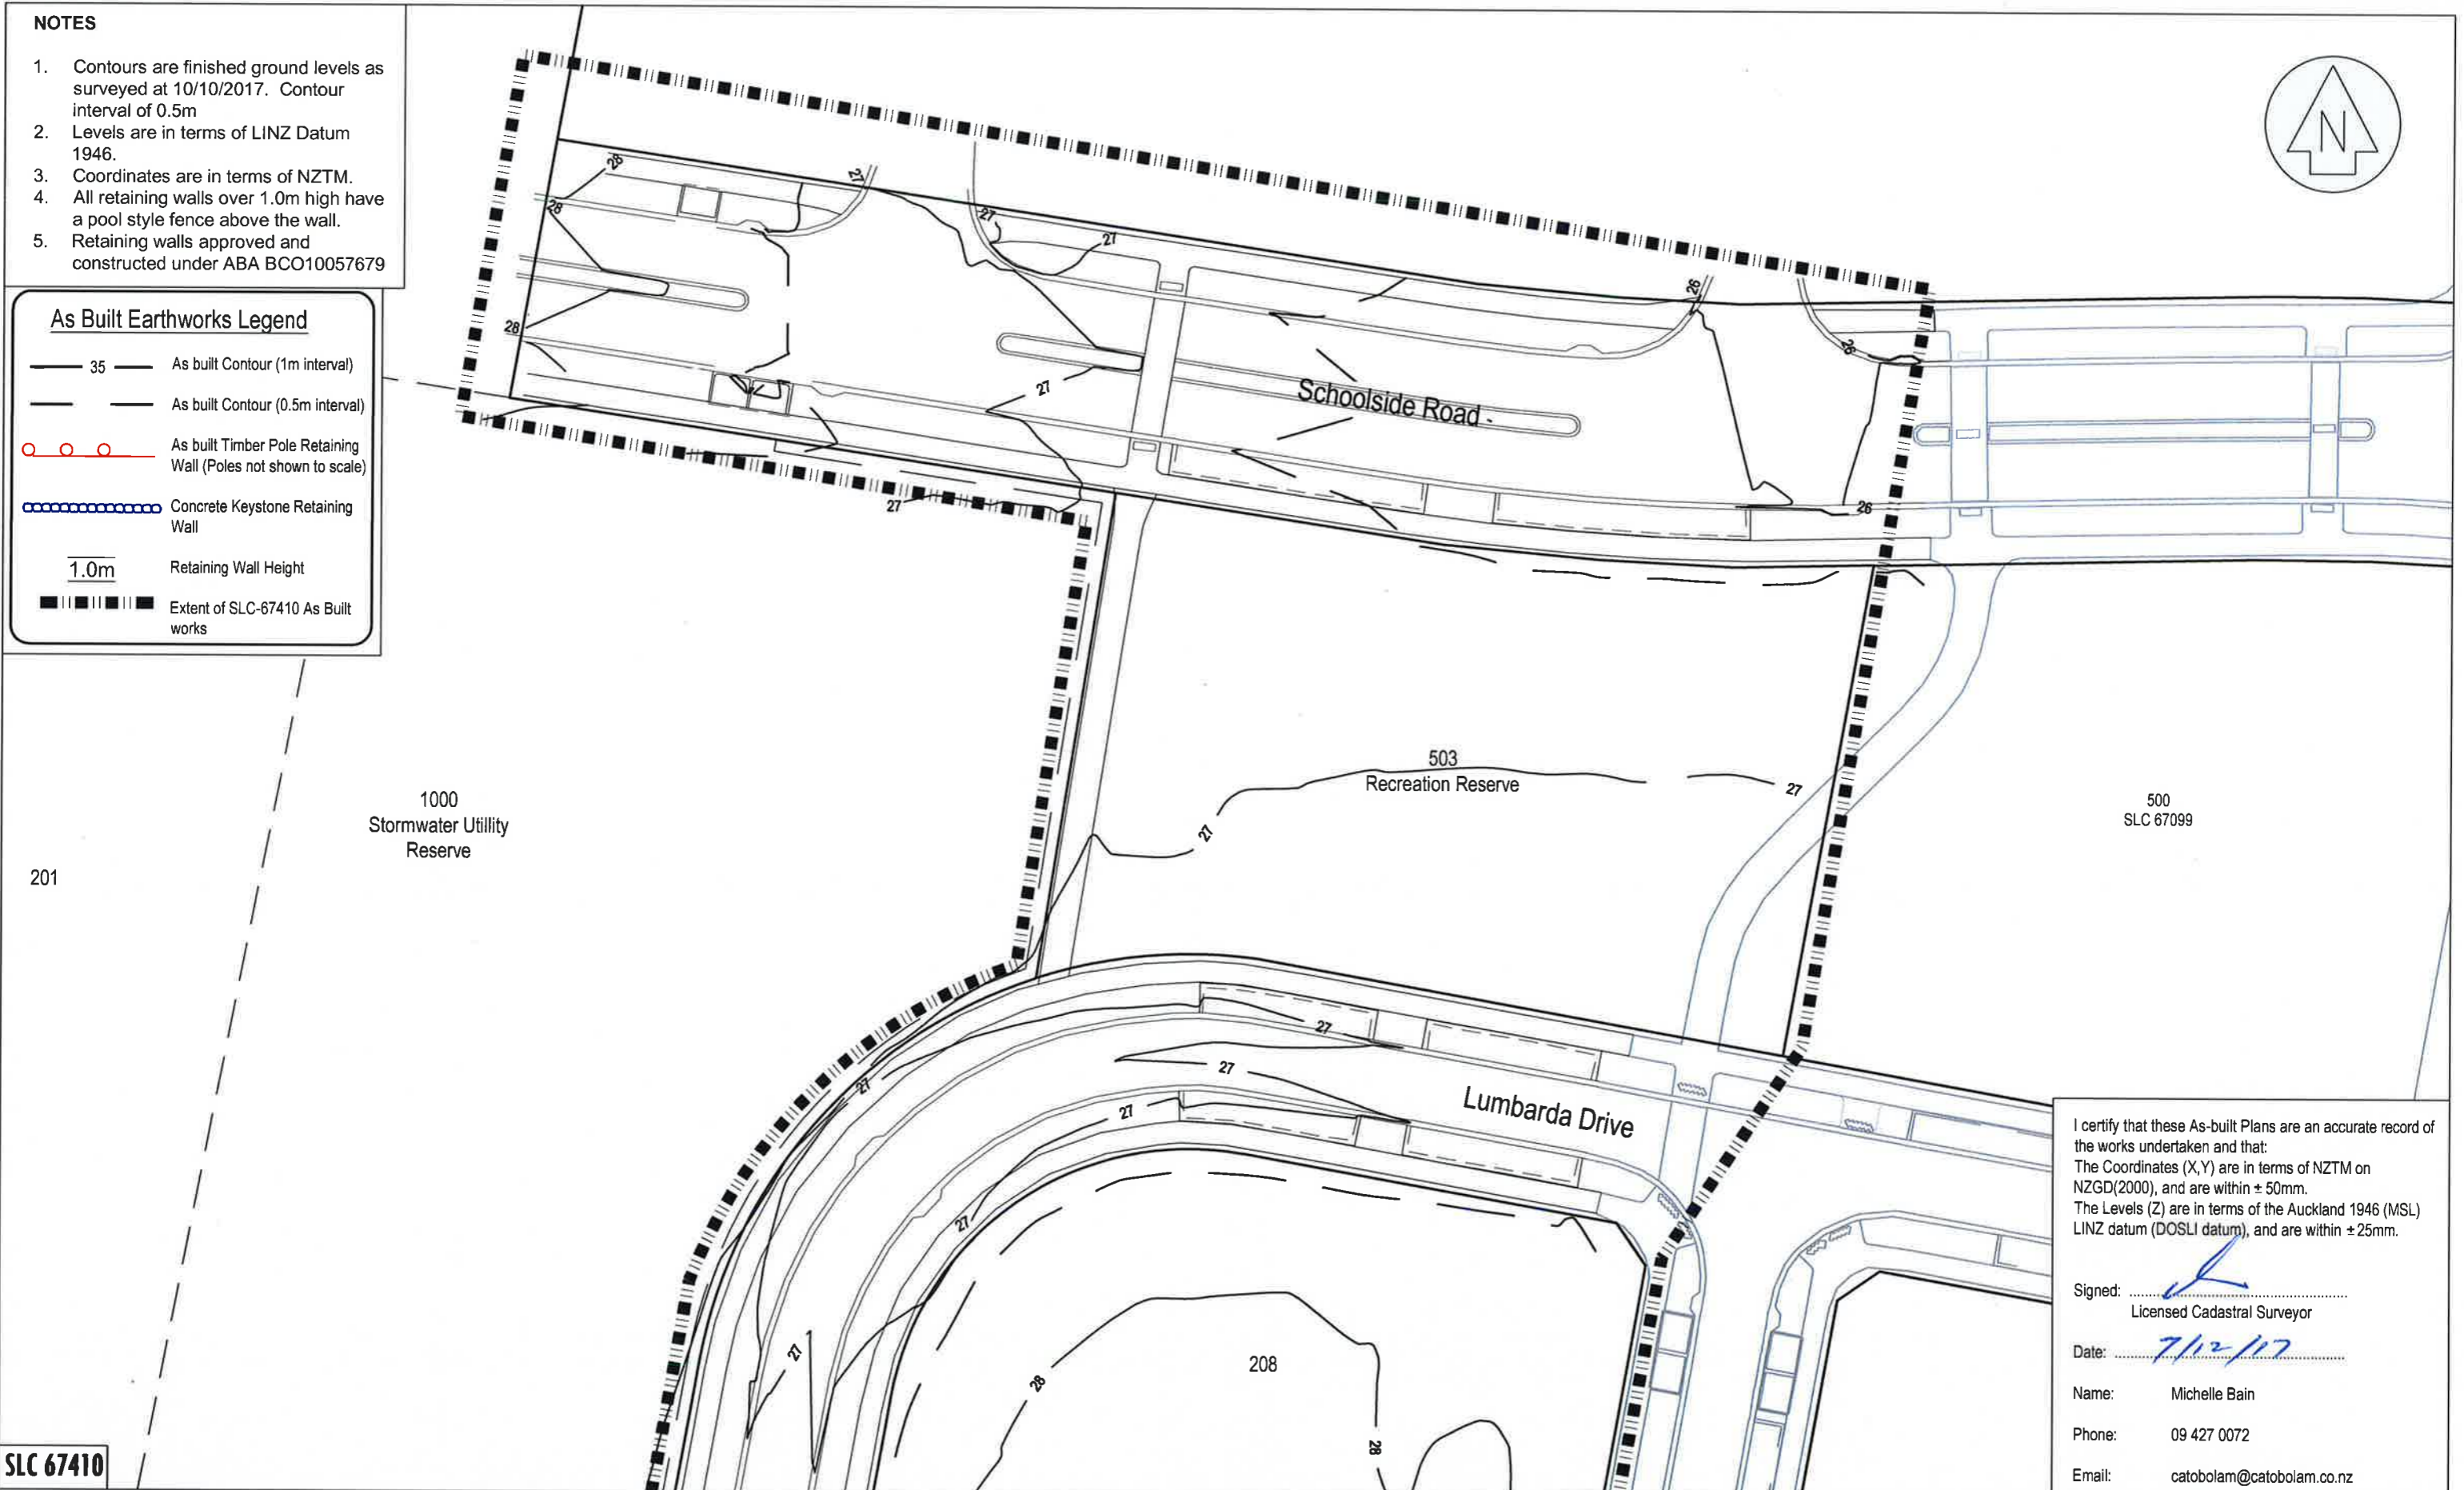 NOTES
1. Contours are finished ground levels as
surveyed at 10/10/2017. Contour
interval of 0.5m
2. Levels are in terms of LINZ Datum
1946.
3. Coordinates are in terms of NZTM.
4. All retaining walls over 1.0m high have
a pool style fence above the wall.
5. Retaining walls approved and
constructed under ABA BCO10057679
As Built Earthworks Legend
35 As built Contour (1m interval)
As built Contour (0.5m interval)
As built Timber Pole Retaining
Wall (Poles not shown to scale)
Concrete Keystone Retaining
Wall
1.0m Retaining Wall Height
Extent of SLC-67410 As Built
works
N
28
27
28
27
27
26
28
26
27
Schoolside Road
27
26
503
Recreation Reserve
27
27
1000
Stormwater Utillity
Reserve
500
SLC 67099
201
27
27
27
27
Lumbarda Drive
27
27
28
208
28
SLC 67410
I certify that these As-built Plans are an accurate record of
the works undertaken and that:
The Coordinates (X,Y) are in terms of NZTM on
NZGD(2000), and are within ± 50mm.
The Levels (Z) are in terms of the Auckland 1946 (MSL)
LINZ datum (DOSLI datum), and are within ±25mm.
Signed:
Licensed Cadastral Surveyor
Date: 7/12/17
Name: Michelle Bain
Phone: 09 427 0072
Email: catobolam@catobolam.co.nz